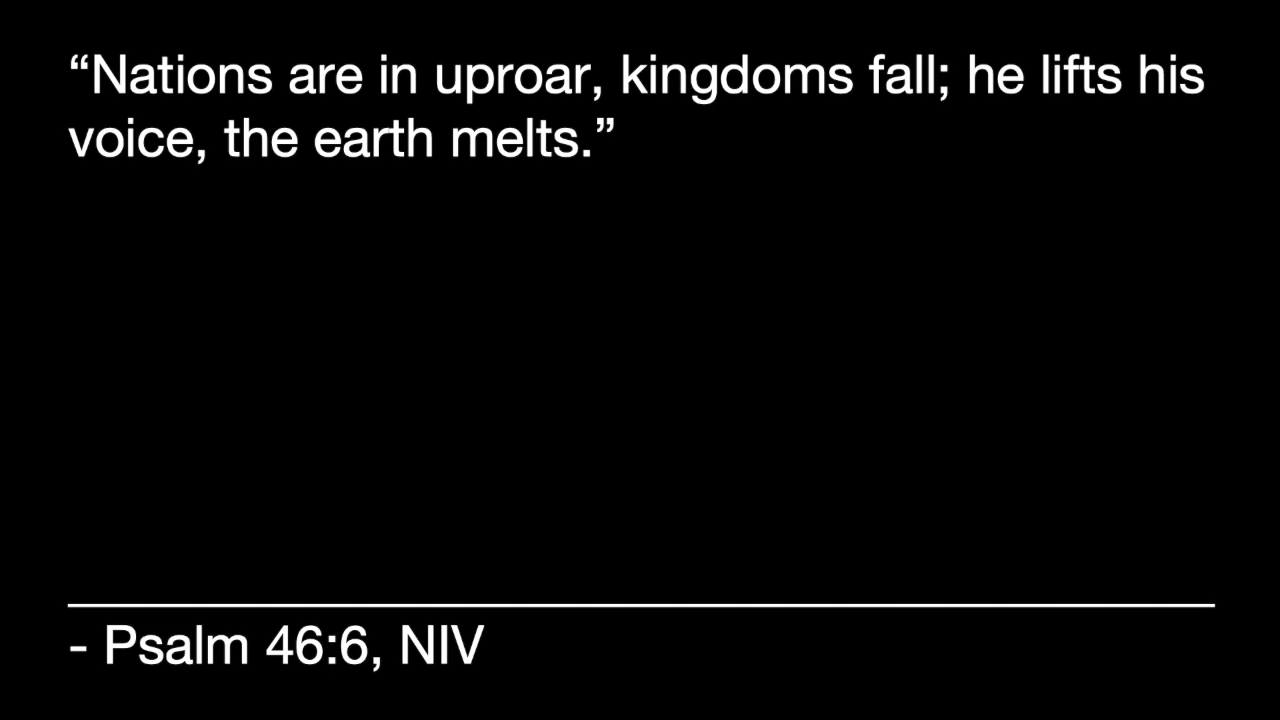 “Nations are in uproar, kingdoms fall; he lifts his
voice, the earth melts.”
- Psalm 46:6, NIV